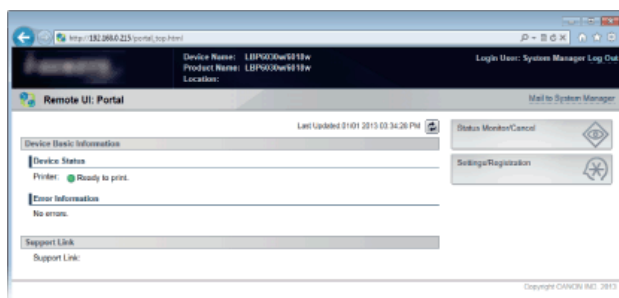 http://192.168.0.215/portal_top.html
Device Name: LBP6030w/6018w
Product Name: LBP6030w/6018w
Location:
Login User: System Manager Log Out
Remote UI: Portal
Mail to System Manager
Last Updated 01/01 2013 03:34:28 PM
Device Basic Information
Device Status
Printer: Ready to print.
Error Information
No errors.
Support Link
Support Link:
Status Monitor/Cancel
Settings/Registration
Copyright CANON INC. 2013